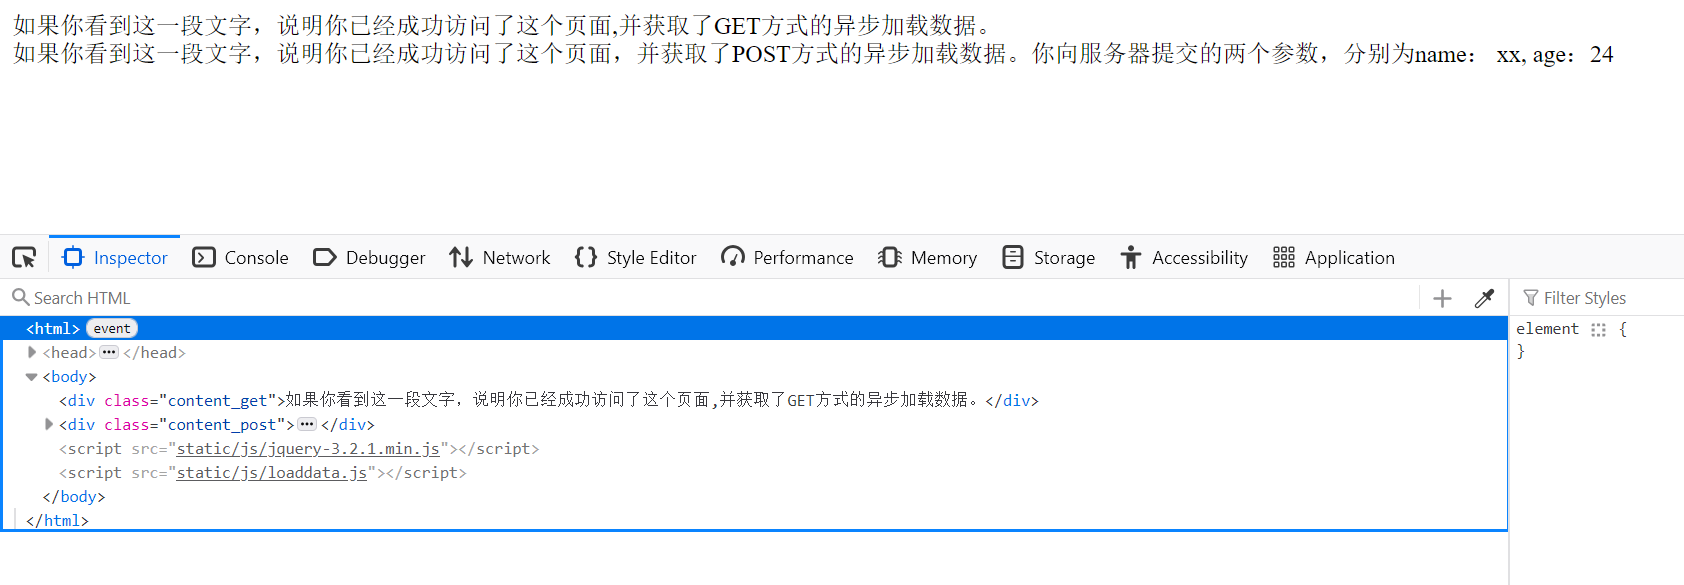 如果你看到这一段文字，说明你已经成功访问了这个页面,并获取了GET方式的异步加载数据。
如果你看到这一段文字，说明你已经成功访问了这个页面，并获取了POST方式的异步加载数据。你向服务器提交的两个参数，分别为name： xx, age：24
Inspector Console Debugger Network Style Editor Performance Memory Storage Accessibility Application
Search HTML
Filter Styles
<html> event
element {
<head>••• </head>
}
<body>
<div class="content_get">如果你看到这一段文字，说明你已经成功访问了这个页面,并获取了GET方式的异步加载数据。</div>
<div class="content_post">••• </div>
<script src="static/js/jquery-3.2.1.min.js"></script>
<script src="static/js/loaddata.js"></script>
</body>
</html>